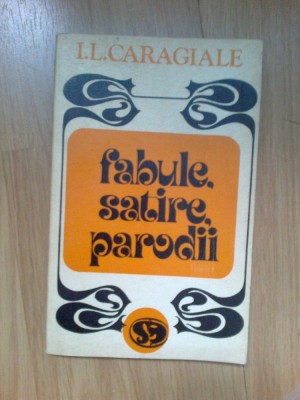 I.L.CARAGIALE
fabule,
satire,
parodii